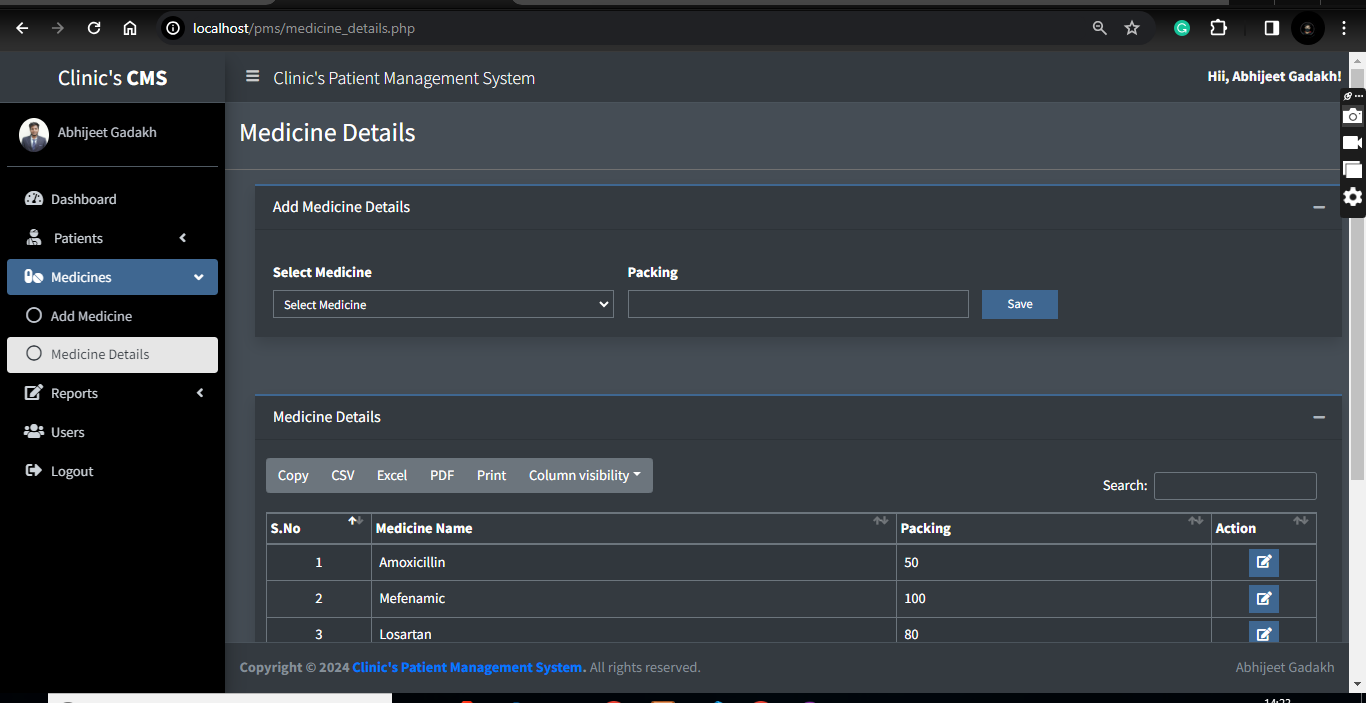 localhost/pms/medicine_details.php
Clinic's CMS
Clinic's Patient Management System
Hii, Abhijeet Gadakh!
Abhijeet Gadakh
Dashboard
Patients
Medicines
Add Medicine
Medicine Details
Reports
Users
Logout
Medicine Details
Add Medicine Details
Select Medicine
Packing
Select Medicine
Save
Medicine Details
Copy CSV Excel PDF Print Column visibility
Search:
S.No Medicine Name Packing Action
1 Amoxicillin 50
2 Mefenamic 100
3 Losartan 80
Copyright © 2024 Clinic's Patient Management System. All rights reserved.
Abhijeet Gadakh